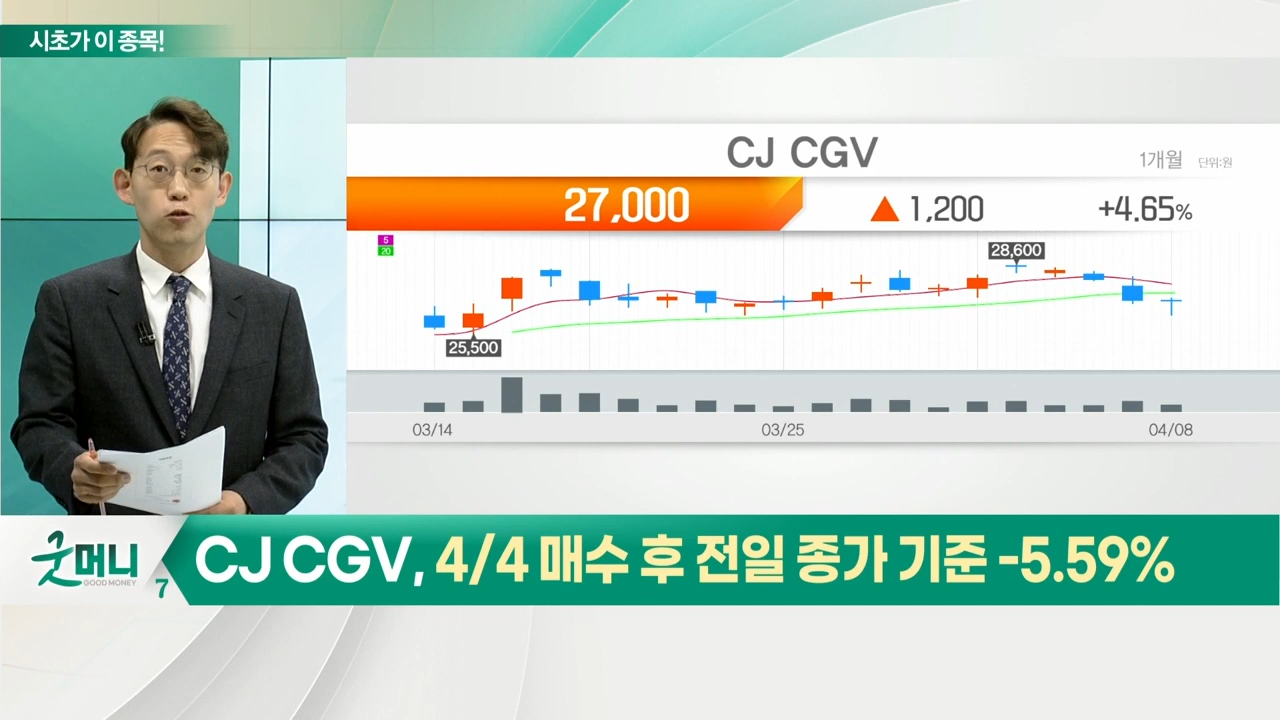 시초가 이 종목!
CJ CGV
1개월 단위:원
27,000 ▲ 1,200 +4.65%
5
20
28,600
25,500
03/14 03/25 04/08
굿머니
GOOD MONEY
7
CJ CGV, 4/4 매수 후 전일 종가 기준 -5.59%